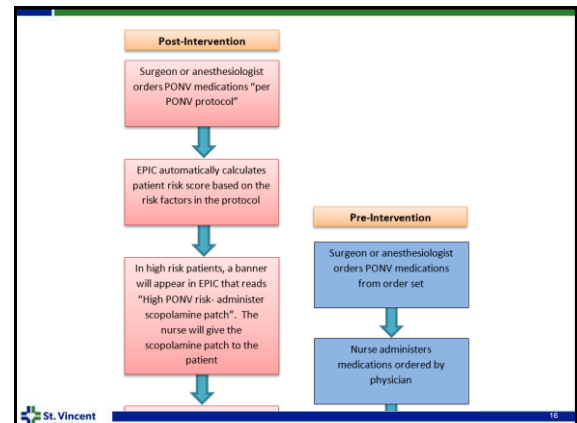 Post-Intervention
Surgeon or anesthesiologist
orders PONV medications “per
PONV protocol”
EPIC automatically calculates
patient risk score based on the
risk factors in the protocol
In high risk patients, a banner
will appear in EPIC that reads
“High PONV risk- administer
scopolamine patch”. The
nurse will give the
scopolamine patch to the
patient
Pre-Intervention
Surgeon or anesthesiologist
orders PONV medications
from order set
Nurse administers
medications ordered by
physician
St. Vincent
16